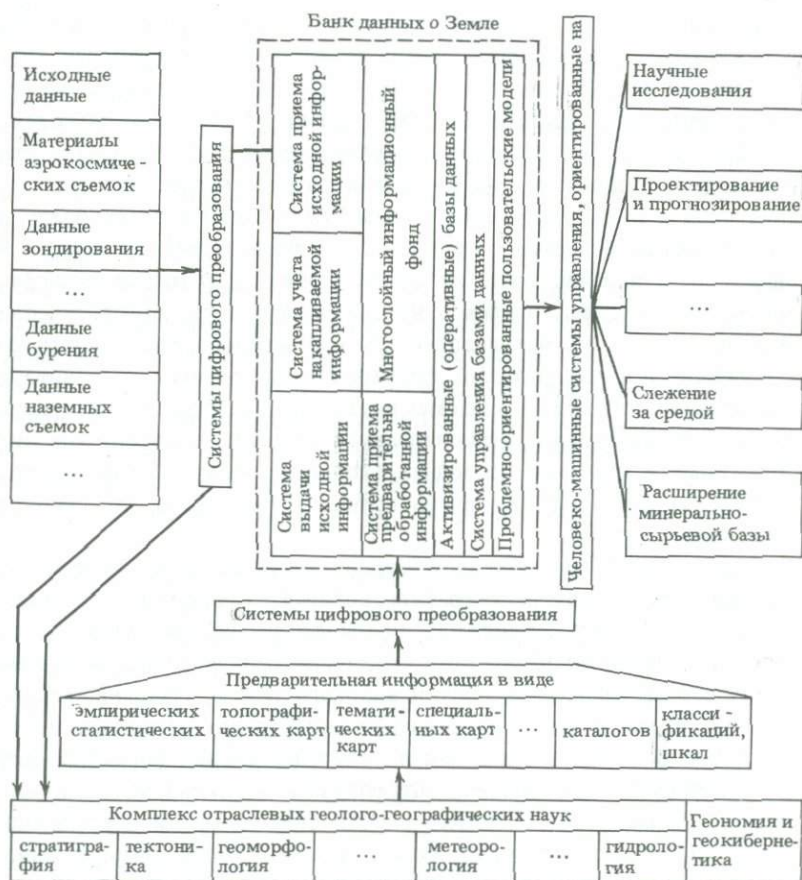 Банк данных о Земле
Исходные
данные
Материалы
аэрокосмиче-
ских съемок
Данные
зондирования
...
Данные
бурения
Данные
наземных
съемок
...
Системы цифрового преобразования
Система приема
исходной инфор-
мации
Система учета
накапливаемой
информации
Система
выдачи
исходной
информации
Многослойный информационный
фонд
Система приема
предварительно
обработанной
информации
Активизированные (оперативные) базы данных
Система управления базами данных
Проблемно-ориентированные пользовательские модели
Человеко-машинные системы управления, ориентированные на
Научные
исследования
Проектирование
и прогнозирование
...
Слежение
за средой
Расширение
минерально-
сырьевой базы
Системы цифрового преобразования
Предварительная информация в виде
эмпирических
статистических
топографи-
ческих карт
темати-
ческих
карт
специаль-
ных карт
...
каталогов
класси-
фикаций,
шкал
Комплекс отраслевых геолого-географических наук
стратигра-
фия
тектони-
ка
геоморфо-
логия
...
метеоро-
логия
...
гидроло-
гия
Геономия и
геокибернe-
тика